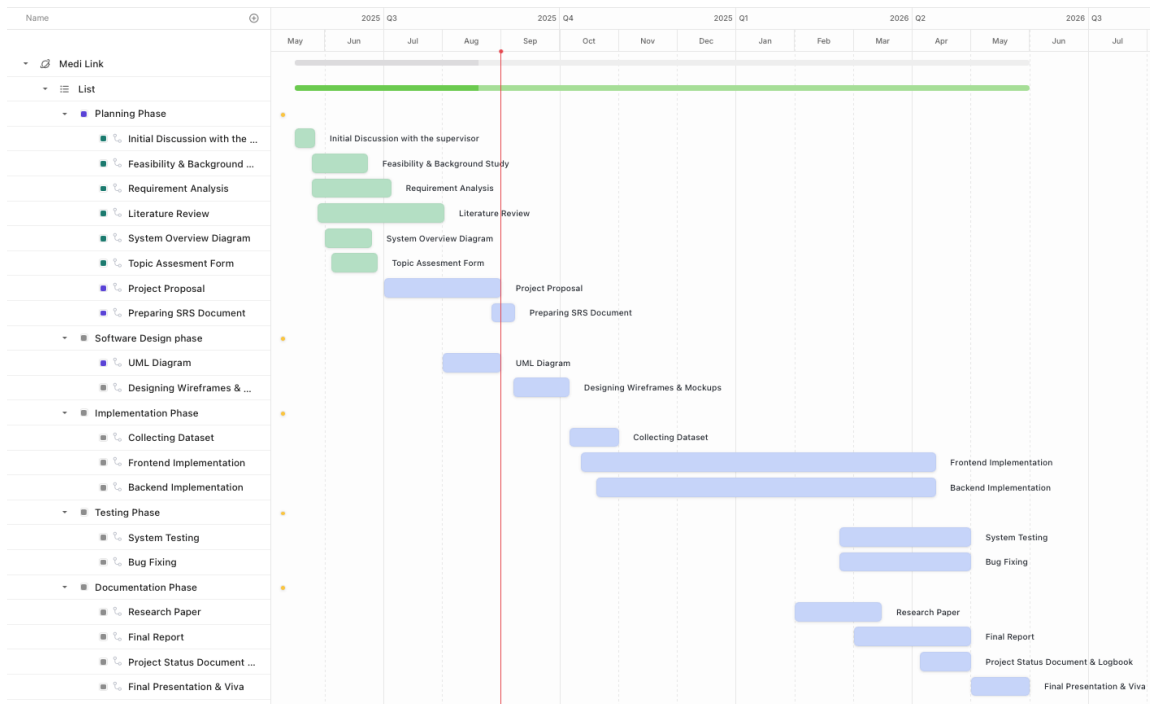 Name
2025 Q3 2025 Q4 2025 Q1 2026 Q2 2026 Q3
May Jun Jul Aug Sep Oct Nov Dec Jan Feb Mar Apr May Jun Jul
Medi Link
List
Planning Phase
Initial Discussion with the ... Initial Discussion with the supervisor
Feasibility & Background ... Feasibility & Background Study
Requirement Analysis Requirement Analysis
Literature Review Literature Review
System Overview Diagram System Overview Diagram
Topic Assesment Form Topic Assesment Form
Project Proposal Project Proposal
Preparing SRS Document Preparing SRS Document
Software Design phase
UML Diagram UML Diagram
Designing Wireframes & ... Designing Wireframes & Mockups
Implementation Phase
Collecting Dataset Collecting Dataset
Frontend Implementation Frontend Implementation
Backend Implementation Backend Implementation
Testing Phase
System Testing System Testing
Bug Fixing Bug Fixing
Documentation Phase
Research Paper Research Paper
Final Report Final Report
Project Status Document ... Project Status Document & Logbook
Final Presentation & Viva Final Presentation & Viva